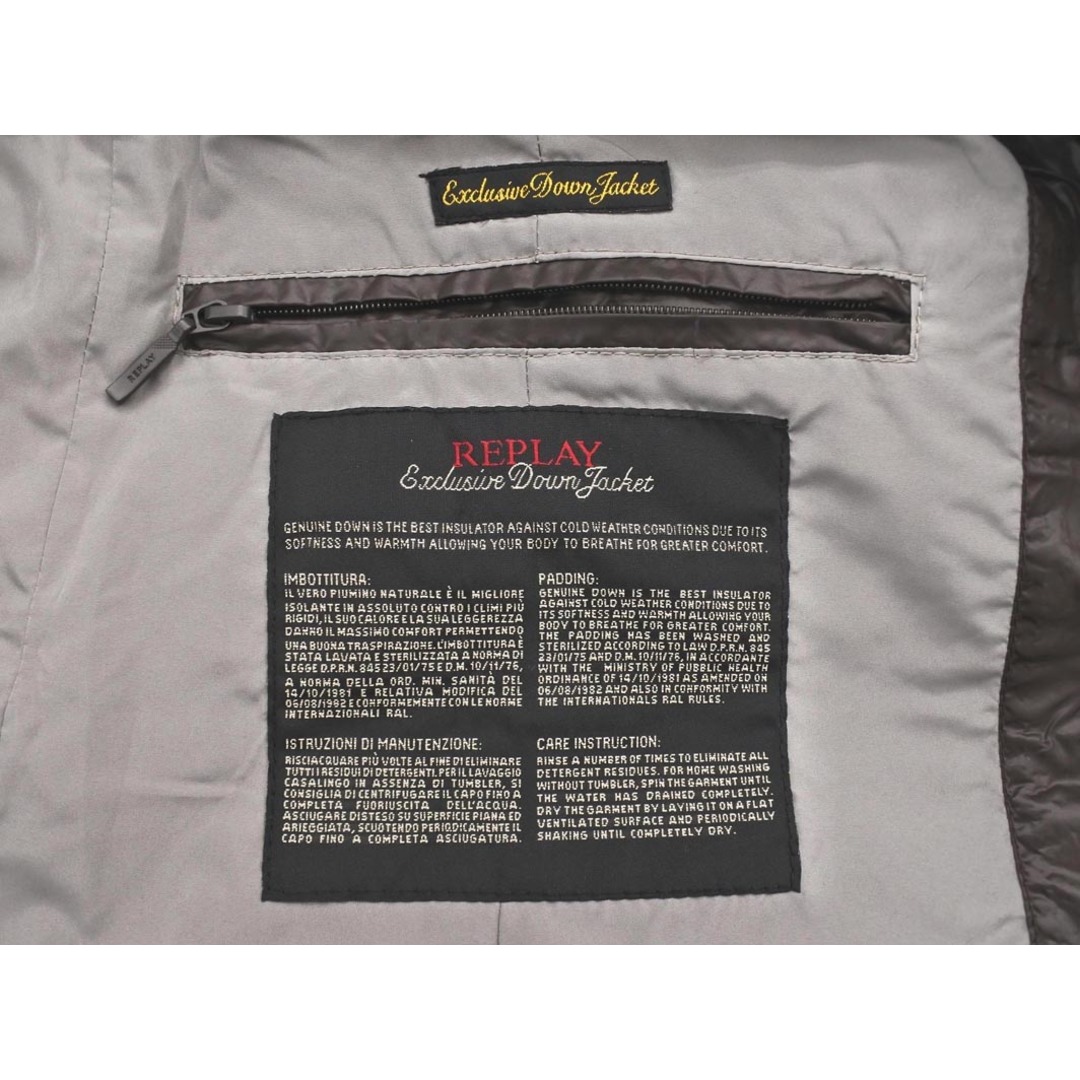 Exclusive Down Jacket
REPLAY
REPLAY
Exclusive Down Jacket
GENUINE DOWN IS THE BEST INSULATOR AGAINST COLD WEATHER CONDITIONS DUE TO ITS
SOFTNESS AND WARMTH ALLOWING YOUR BODY TO BREATHE FOR GREATER COMFORT.
IMBOTTITURA:
IL VERO PIUMINO NATURALE È IL MIGLIORE
ISOLANTE IN ASSOLUTO CONTRO I CLIMI PIÙ
RIGIDI, IL SUO CALORE E LA SUA LEGGEREZZA
DANNO IL MASSIMO COMFORT PERMETTENDO
UNA BUONA TRASPIRAZIONE. L'IMBOTTITURA È
STATA LAVATA E STERILIZZATA A NORMA DI
LEGGE D.P.R.N. 845 23/01/75 E D.M. 10/11/76,
A NORMA DELLA ORD. MIN. SANITÀ DEL
14/10/1981 E RELATIVA MODIFICA DEL
06/08/1982 E CONFORMEMENTE CON LE NORME
INTERNAZIONALI RAL.
PADDING:
GENUINE DOWN IS THE BEST INSULATOR
AGAINST COLD WEATHER CONDITIONS DUE TO
ITS SOFTNESS AND WARMTH ALLOWING YOUR
BODY TO BREATHE FOR GREATER COMFORT.
THE PADDING HAS BEEN WASHED AND
STERILIZED ACCORDING TO LAW D.P.R.N. 845
23/01/75 AND D.M. 10/11/76, IN ACCORDANTE
WITH THE MINISTRY OF PUBLIC HEALTH
ORDINANCE OF 14/10/1981 AS AMENDED ON
06/08/1982 AND ALSO IN CONFORMITY WITH
THE INTERNATIONALS RAL RULES.
ISTRUZIONI DI MANUTENZIONE:
RISCIACQUARE PIÙ VOLTE AL FINE DI ELIMINARE
TUTTI I RESIDUI DI DETERGENTI. PER IL LAVAGGIO
CASALINGO IN ASSENZA DI TUMBLER, SI
CONSIGLIA DI CENTRIFUGARE IL CAPO FINO A
COMPLETA FUORIUSCITA DELL'ACQUA.
ASCIUGARE DISTESO SU SUPERFICIE PIANA ED
ARIEGGIATA, SCUOTENDO PERIODICAMENTE IL
CAPO FINO A COMPLETA ASCIUGATURA.
CARE INSTRUCTION:
RINSE A NUMBER OF TIMES TO ELIMINATE ALL
DETERGENT RESIDUES. FOR HOME WASHING
WITHOUT TUMBLER, SPIN THE GARMENT UNTIL
THE WATER HAS DRAINED COMPLETELY.
DRY THE GARMENT BY LAYING IT ON A FLAT
VENTILATED SURFACE AND PERIODICALLY
SHAKING UNTIL COMPLETELY DRY.